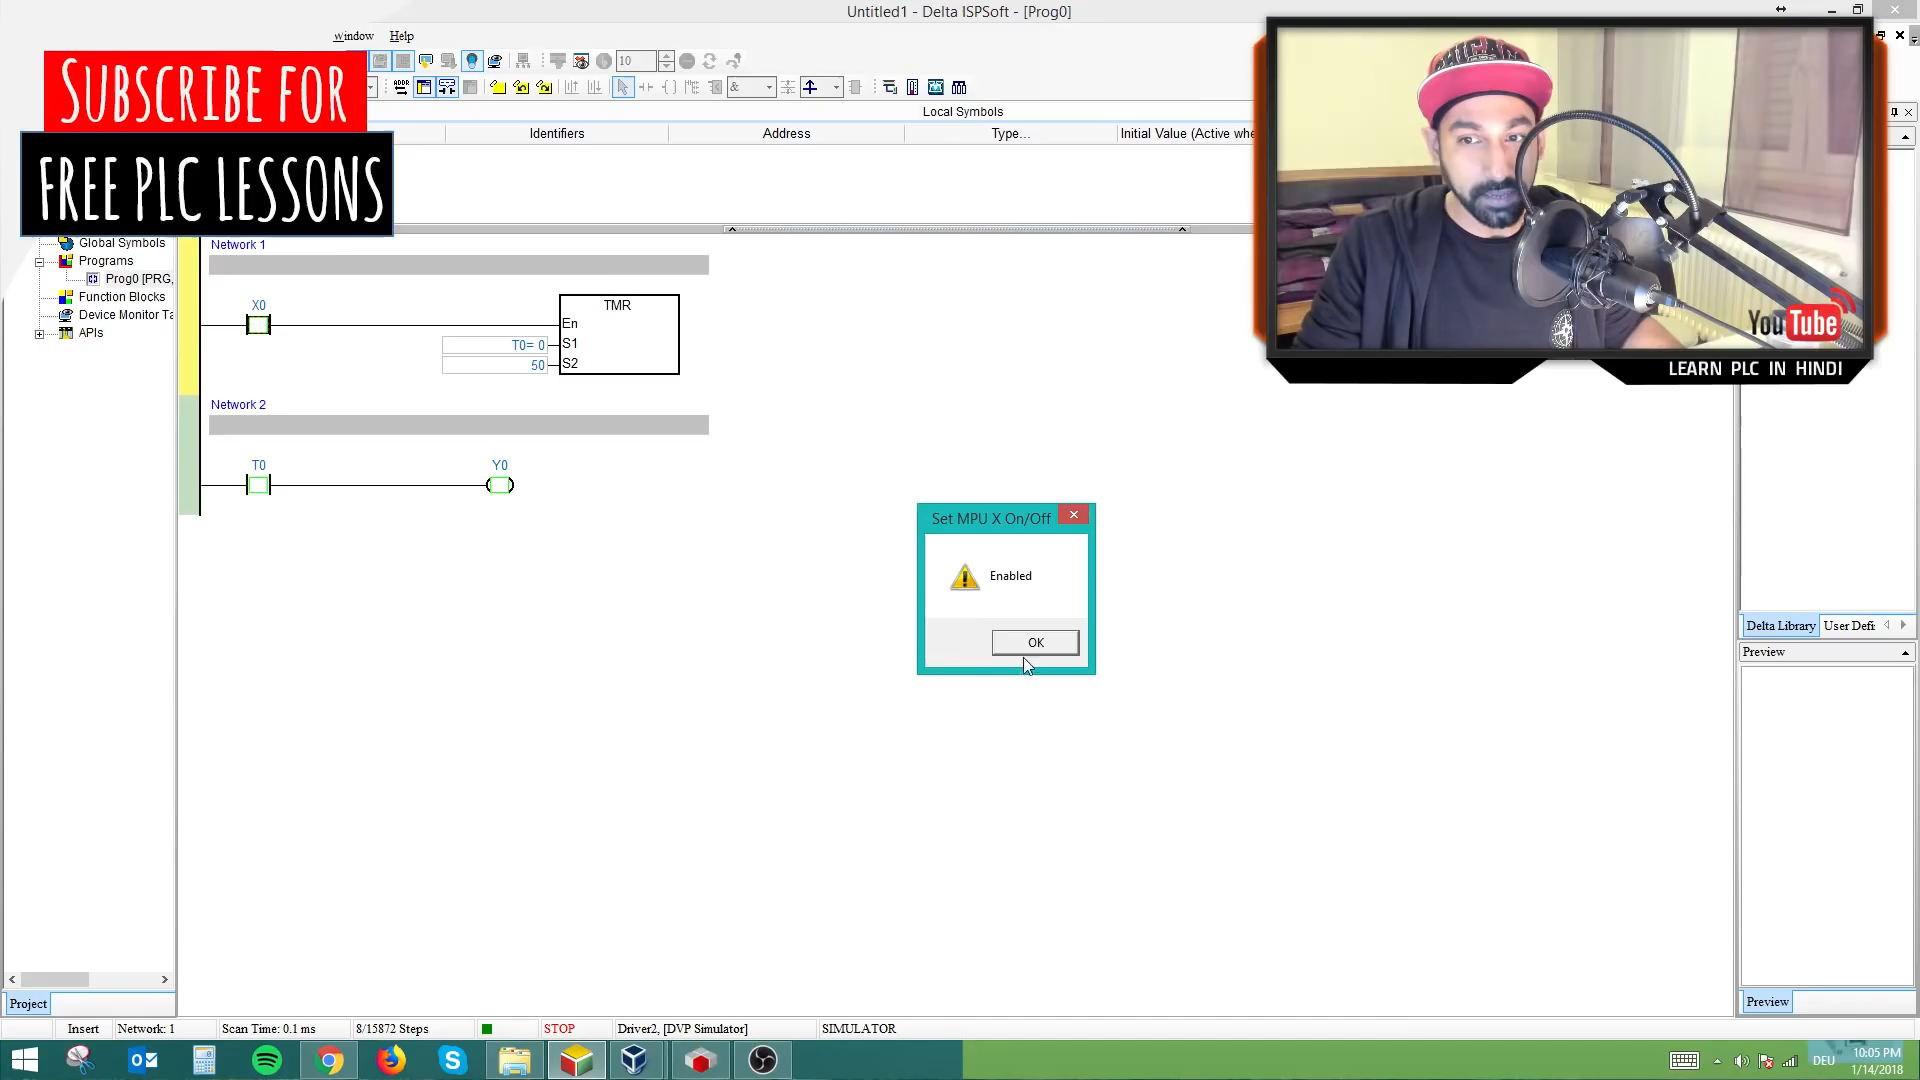 Untitled1 - Delta ISPSoft - [Prog0]
Window Help
SUBSCRIBE FOR
FREE PLC LESSONS
10
&
Local Symbols
Identifiers Address Type... Initial Value (Active whe
CHICAGO
YouTube
LEARN PLC IN HINDI
Global Symbols
Programs
Prog0 [PRG,
Function Blocks
Device Monitor Ta
APIs
Network 1
X0
TMR
En
T0= 0 S1
50 S2
Network 2
T0 Y0
Set MPU X On/Off
Enabled
OK
Delta Library User Defi
Preview
Preview
Project
Insert Network: 1 Scan Time: 0.1 ms 8/15872 Steps STOP Driver2, [DVP Simulator] SIMULATOR
DEU 10:05 PM
1/14/2018